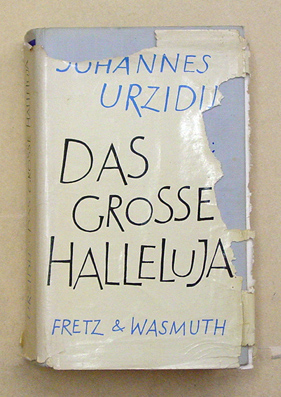 JOHANNES
URZIDIL
DAS
GROSSE
HALLELUJA
FRETZ & WASMUTH